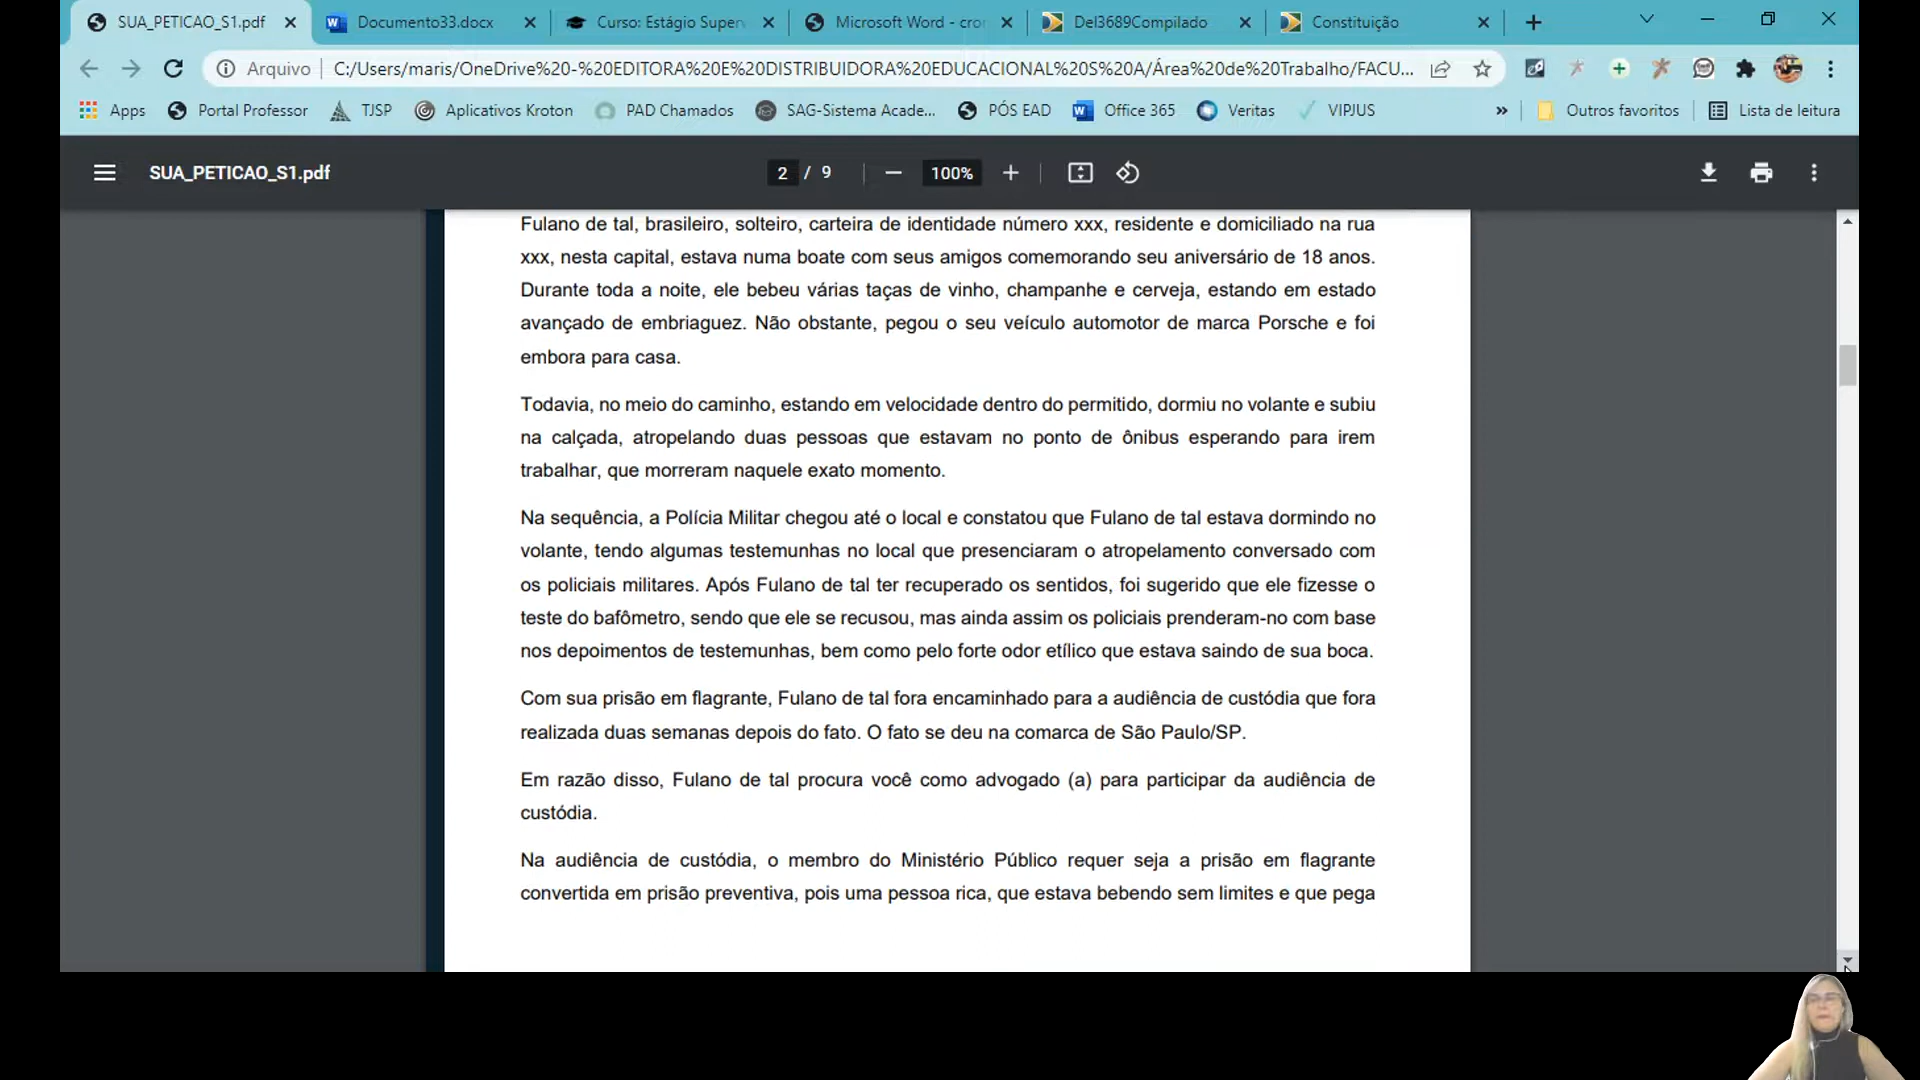 SUA_PETICAO_S1.pdf
Documento33.docx
Curso: Estágio Superv
Microsoft Word - cron
Del3689Compilado
Constituição
Arquivo
C:/Users/maris/OneDrive%20-%20EDITORA%20E%20DISTRIBUIDORA%20EDUCACIONAL%20S%20A/Área%20de%20Trabalho/FACU...
Apps
Portal Professor
TJSP
Aplicativos Kroton
PAD Chamados
SAG-Sistema Acade...
PÓS EAD
Office 365
Veritas
VIPJUS
»
Outros favoritos
Lista de leitura
SUA_PETICAO_S1.pdf
2 / 9
100%
Fulano de tal, brasileiro, solteiro, carteira de identidade número xxx, residente e domiciliado na rua
xxx, nesta capital, estava numa boate com seus amigos comemorando seu aniversário de 18 anos.
Durante toda a noite, ele bebeu várias taças de vinho, champanhe e cerveja, estando em estado
avançado de embriaguez. Não obstante, pegou o seu veículo automotor de marca Porsche e foi
embora para casa.
Todavia, no meio do caminho, estando em velocidade dentro do permitido, dormiu no volante e subiu
na calçada, atropelando duas pessoas que estavam no ponto de ônibus esperando para irem
trabalhar, que morreram naquele exato momento.
Na sequência, a Polícia Militar chegou até o local e constatou que Fulano de tal estava dormindo no
volante, tendo algumas testemunhas no local que presenciaram o atropelamento conversado com
os policiais militares. Após Fulano de tal ter recuperado os sentidos, foi sugerido que ele fizesse o
teste do bafômetro, sendo que ele se recusou, mas ainda assim os policiais prenderam-no com base
nos depoimentos de testemunhas, bem como pelo forte odor etílico que estava saindo de sua boca.
Com sua prisão em flagrante, Fulano de tal fora encaminhado para a audiência de custódia que fora
realizada duas semanas depois do fato. O fato se deu na comarca de São Paulo/SP.
Em razão disso, Fulano de tal procura você como advogado (a) para participar da audiência de
custódia.
Na audiência de custódia, o membro do Ministério Público requer seja a prisão em flagrante
convertida em prisão preventiva, pois uma pessoa rica, que estava bebendo sem limites e que pega